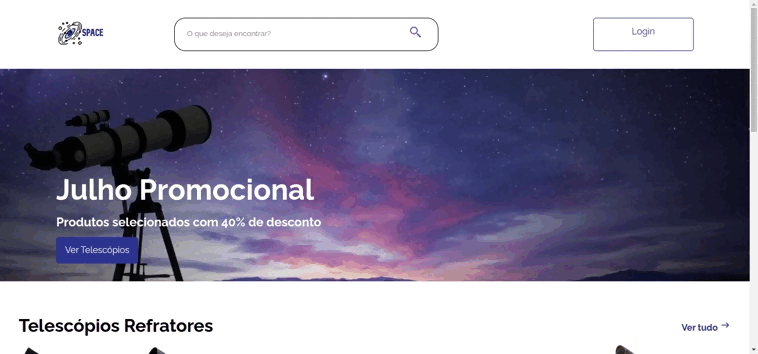 SPACE
O que deseja encontrar?
Login
Julho Promocional
Produtos selecionados com 40% de desconto
Ver Telescópios
Telescópios Refratores
Ver tudo